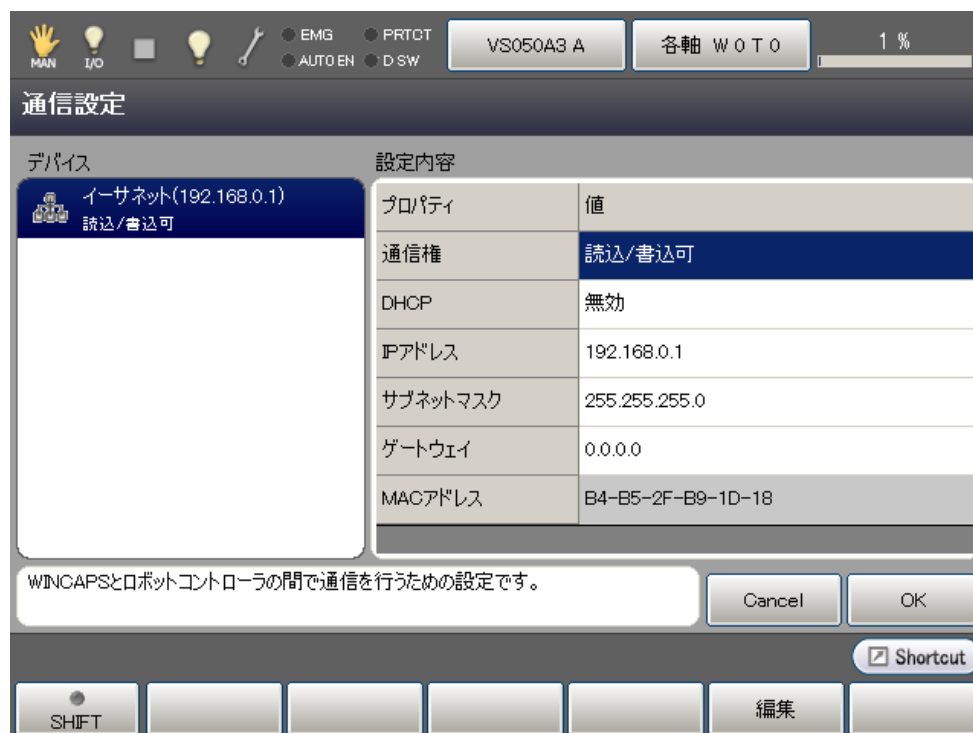 MAN
I/O
EMG
AUTO EN
PRTCT
D SW
VS050A3 A
各軸 W 0 T 0
1 %
通信設定
デバイス
設定内容
イーサネット(192.168.0.1)
読込/書込可
プロパティ 値
通信権 読込/書込可
DHCP 無効
IPアドレス 192.168.0.1
サブネットマスク 255.255.255.0
ゲートウェイ 0.0.0.0
MACアドレス B4-B5-2F-B9-1D-18
WINCAPSとロボットコントローラの間で通信を行うための設定です。
Cancel
OK
Shortcut
SHIFT
編集